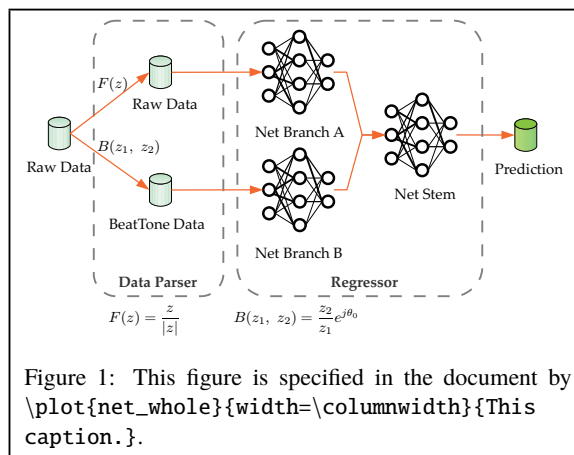 F(z)
Raw Data
Net Branch A
Raw Data
B(z₁, z₂)
Net Stem
Prediction
BeatTone Data
Net Branch B
Data Parser
Regressor
F(z) = z/|z|
B(z₁, z₂) = z₂/z₁ e^{jθ₀}
Figure 1: This figure is specified in the document by
\plot{net_whole}{width=\columnwidth}{This
caption.}.